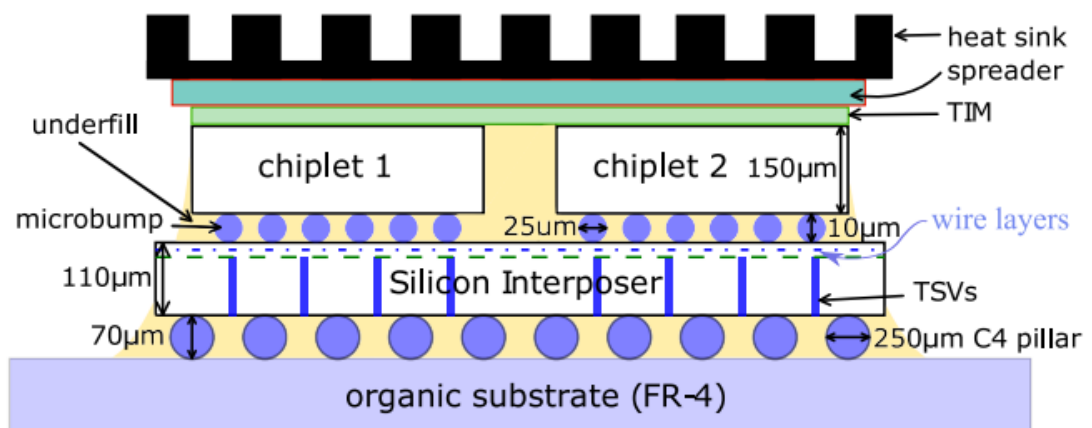 heat sink
spreader
TIM
underfill
chiplet 1
chiplet 2
150µm
microbump
25um
10µm
wire layers
110µm
Silicon Interposer
TSVs
70µm
250µm C4 pillar
organic substrate (FR-4)